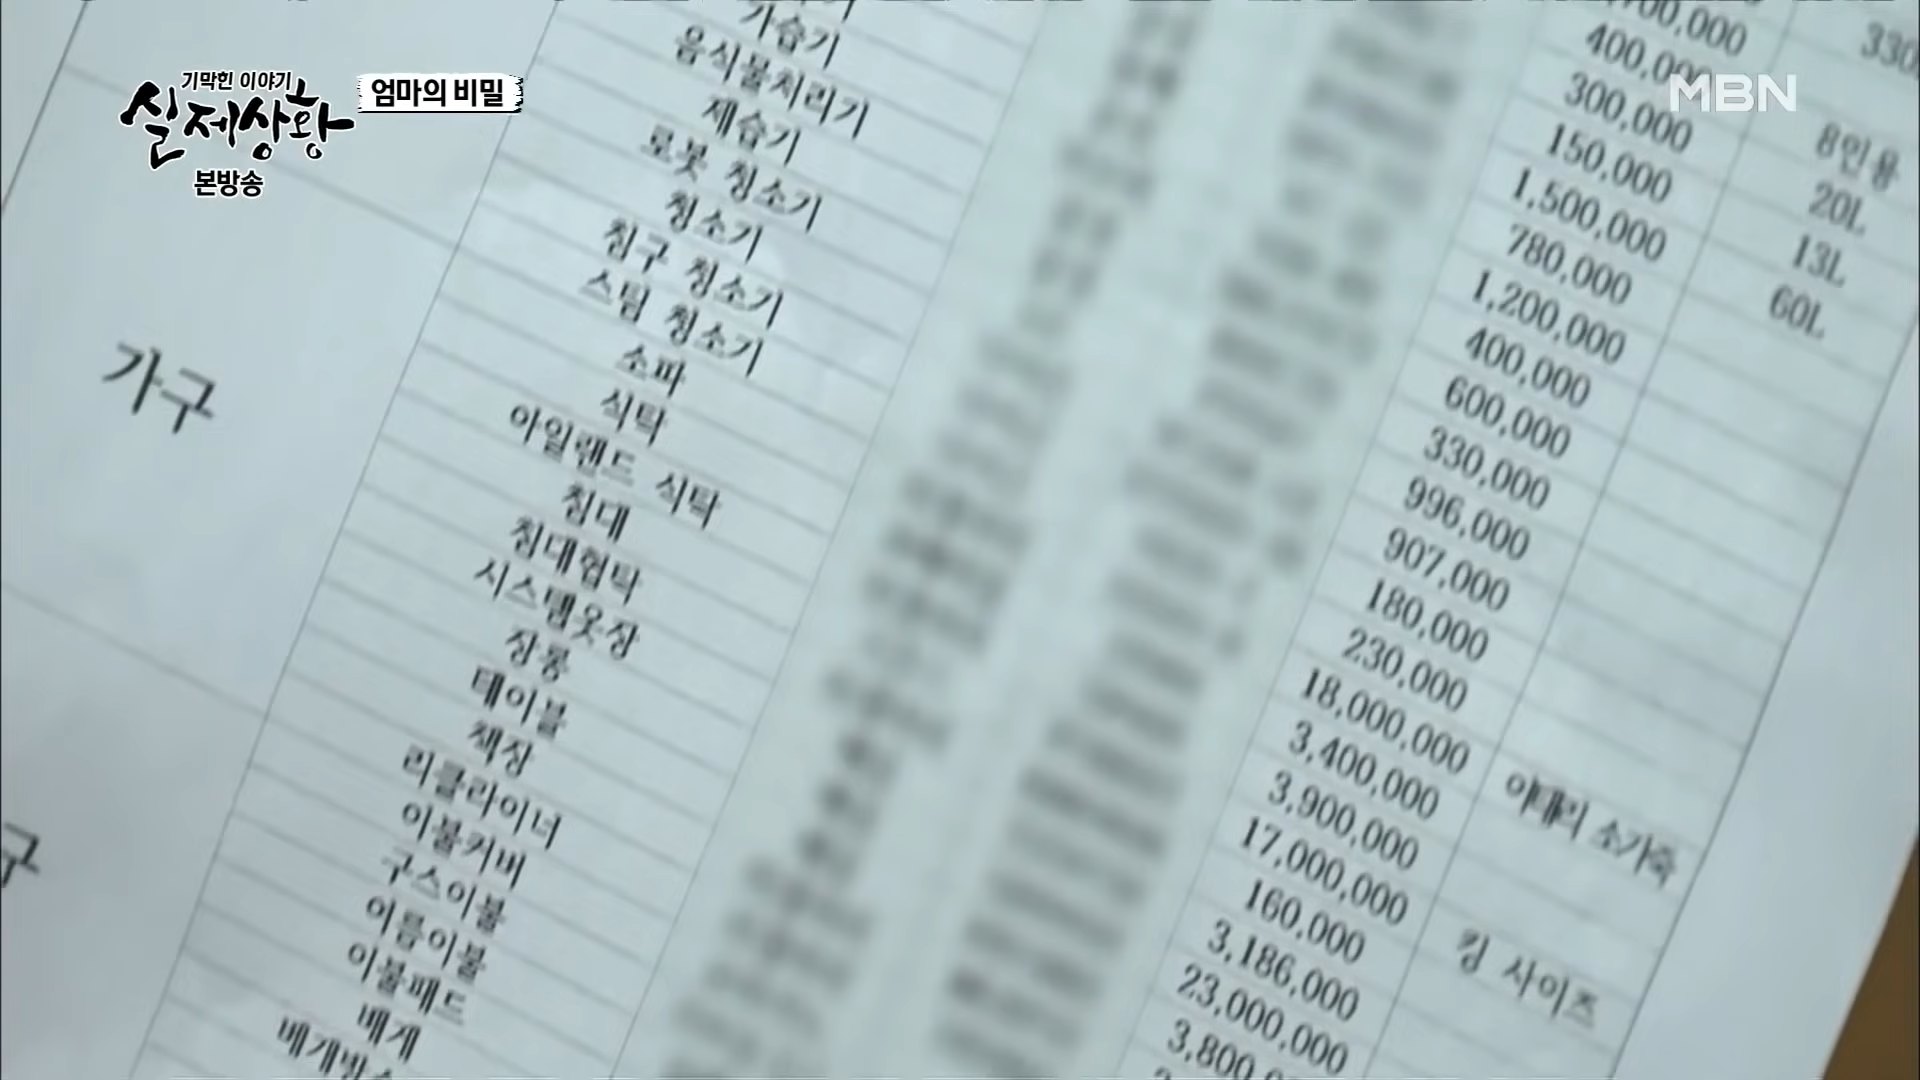 기막힌 이야기
실제상황
본방송
엄마의 비밀
MBN
가구
가습기
음식물처리기
제습기
로봇 청소기
청소기
침구 청소기
스팀 청소기
소파
식탁
아일랜드 식탁
침대
침대협탁
시스템옷장
장롱
테이블
책장
리클라이너
이불커버
구스이불
여름이불
이불패드
베개
400,000
300,000
150,000
1,500,000
780,000
1,200,000
400,000
600,000
330,000
996,000
907,000
180,000
230,000
18,000,000
3,400,000
3,900,000
17,000,000
160,000
3,186,000
23,000,000
8인용
20L
13L
60L
이태리 소가죽
킹 사이즈